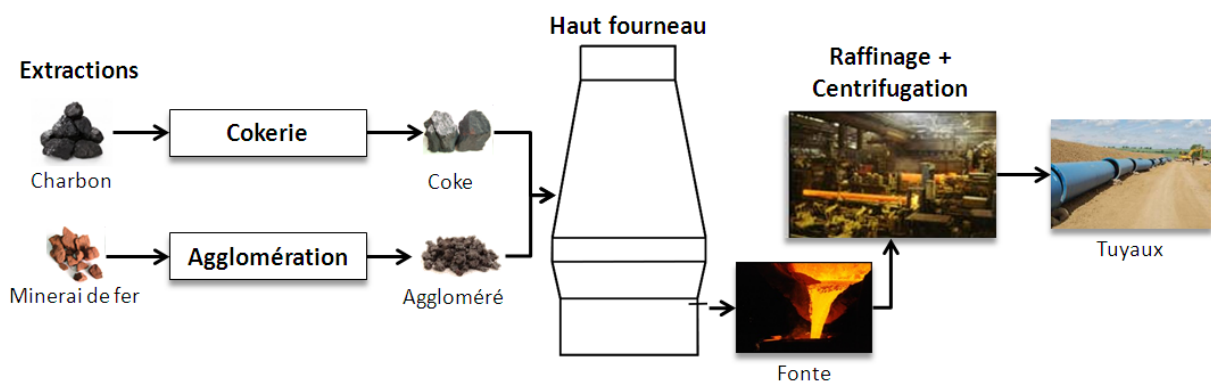 Haut fourneau
Extractions
Raffinage +
Centrifugation
Cokerie
Charbon
Coke
Agglomération
Minerai de fer
Aggloméré
Tuyaux
Fonte